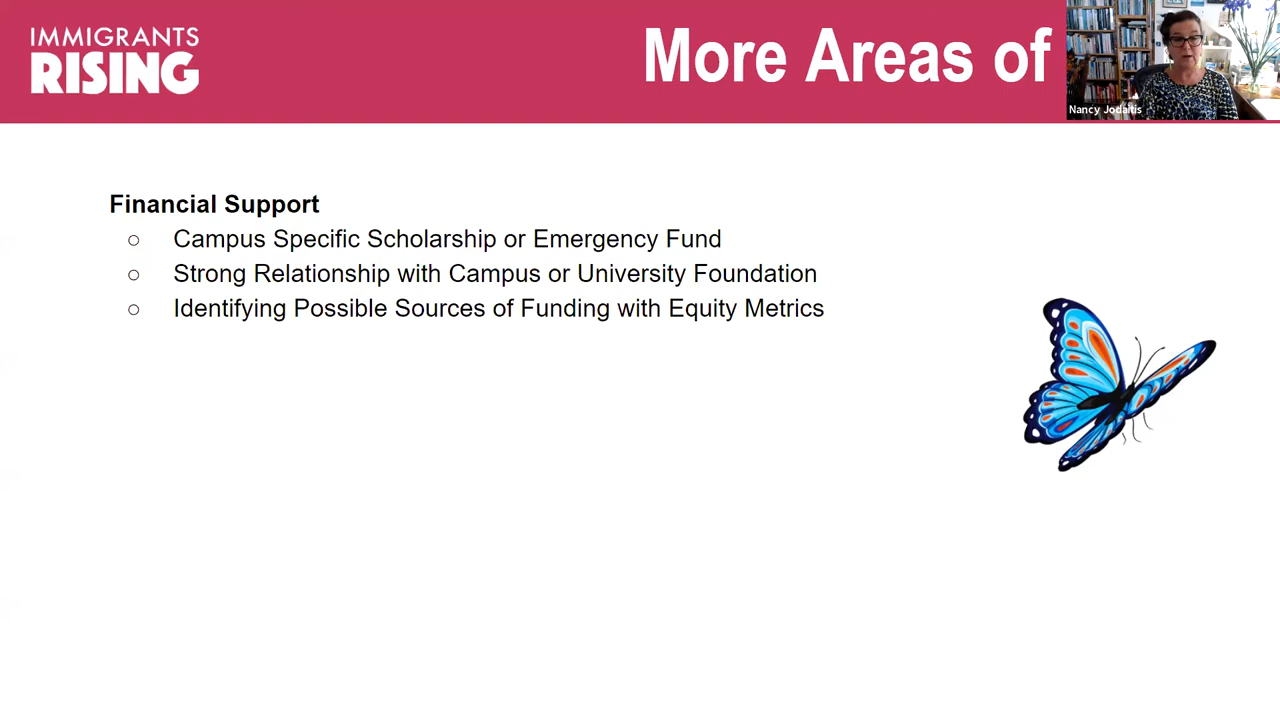 IMMIGRANTS
RISING
More Areas of
Nancy Jodaitis
Financial Support
○ Campus Specific Scholarship or Emergency Fund
○ Strong Relationship with Campus or University Foundation
○ Identifying Possible Sources of Funding with Equity Metrics